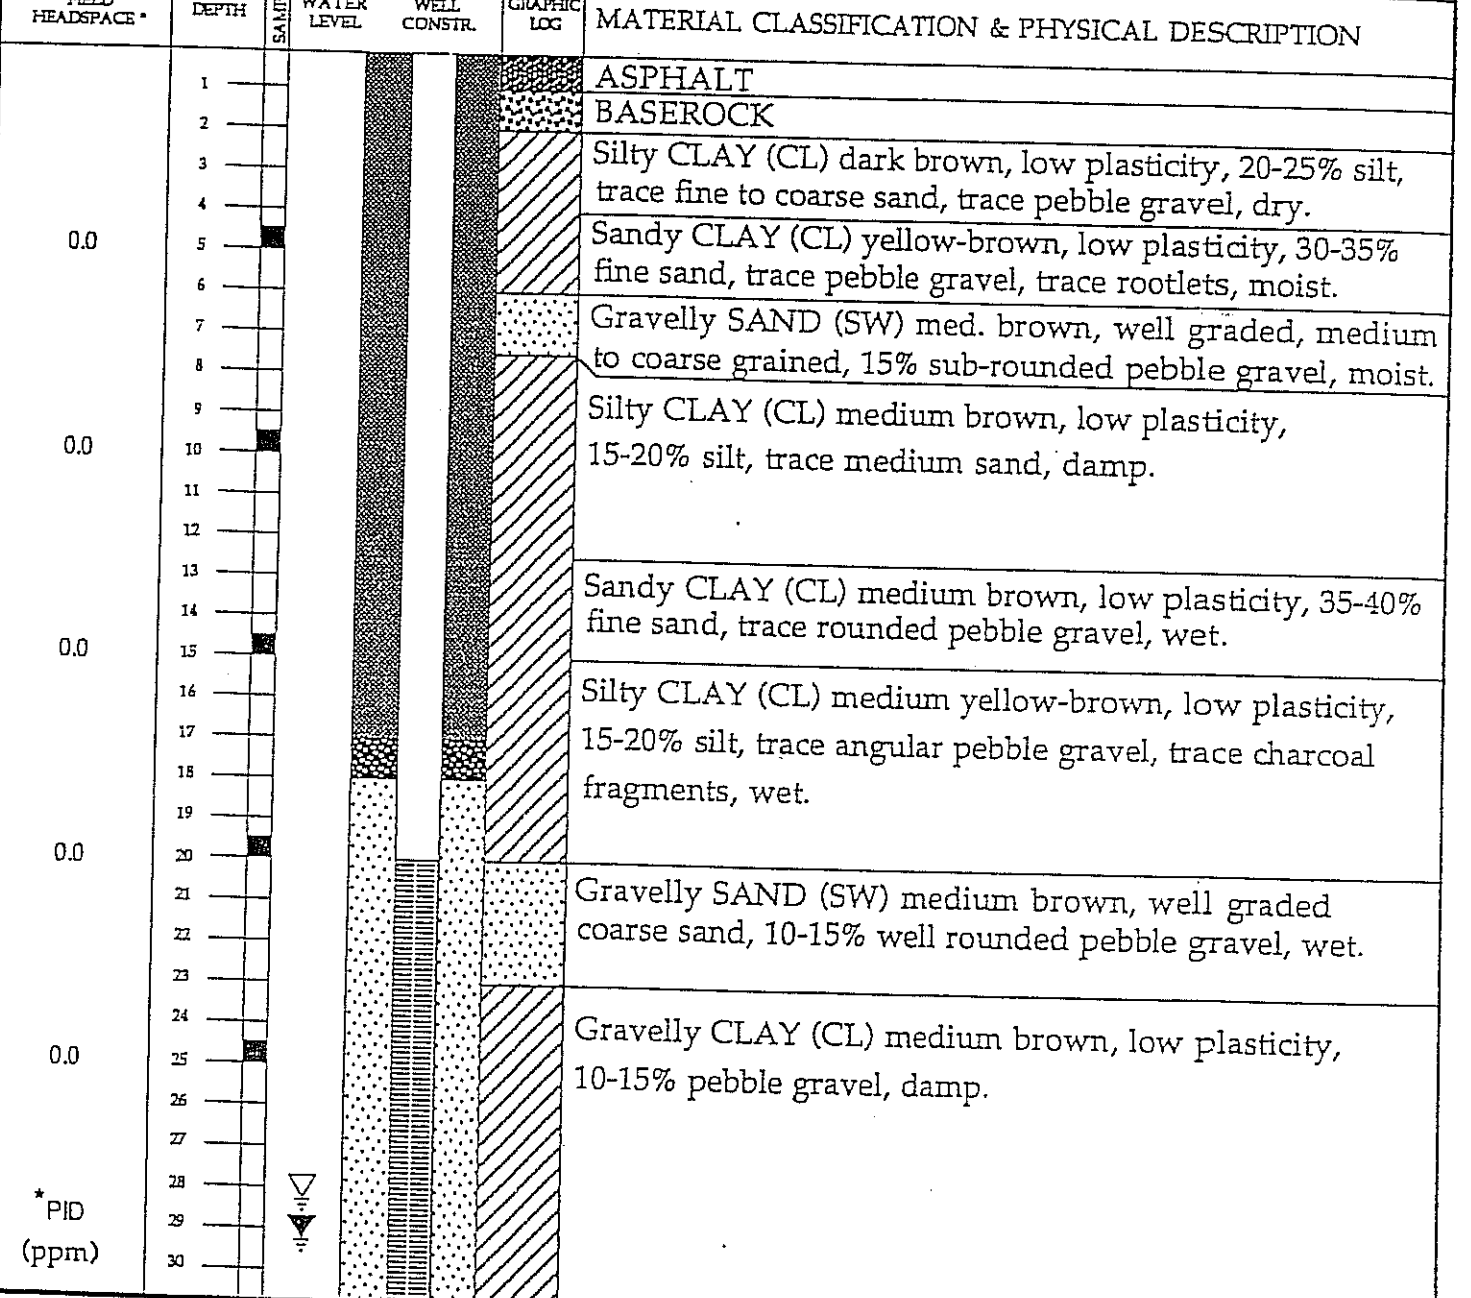 HEADSPACE *
DEPTH
WATER
LEVEL
WELL
CONSTR.
GRAPHIC
LOG
MATERIAL CLASSIFICATION & PHYSICAL DESCRIPTION
1
ASPHALT
2
BASEROCK
3
Silty CLAY (CL) dark brown, low plasticity, 20-25% silt,
4
trace fine to coarse sand, trace pebble gravel, dry.
0.0
5
Sandy CLAY (CL) yellow-brown, low plasticity, 30-35%
6
fine sand, trace pebble gravel, trace rootlets, moist.
7
Gravelly SAND (SW) med. brown, well graded, medium
8
to coarse grained, 15% sub-rounded pebble gravel, moist.
9
Silty CLAY (CL) medium brown, low plasticity,
0.0
10
15-20% silt, trace medium sand, damp.
11
12
13
Sandy CLAY (CL) medium brown, low plasticity, 35-40%
14
fine sand, trace rounded pebble gravel, wet.
0.0
15
16
Silty CLAY (CL) medium yellow-brown, low plasticity,
17
15-20% silt, trace angular pebble gravel, trace charcoal
18
fragments, wet.
19
0.0
20
21
Gravelly SAND (SW) medium brown, well graded
22
coarse sand, 10-15% well rounded pebble gravel, wet.
23
24
Gravelly CLAY (CL) medium brown, low plasticity,
0.0
25
10-15% pebble gravel, damp.
26
27
28
*PID
29
(ppm)
30